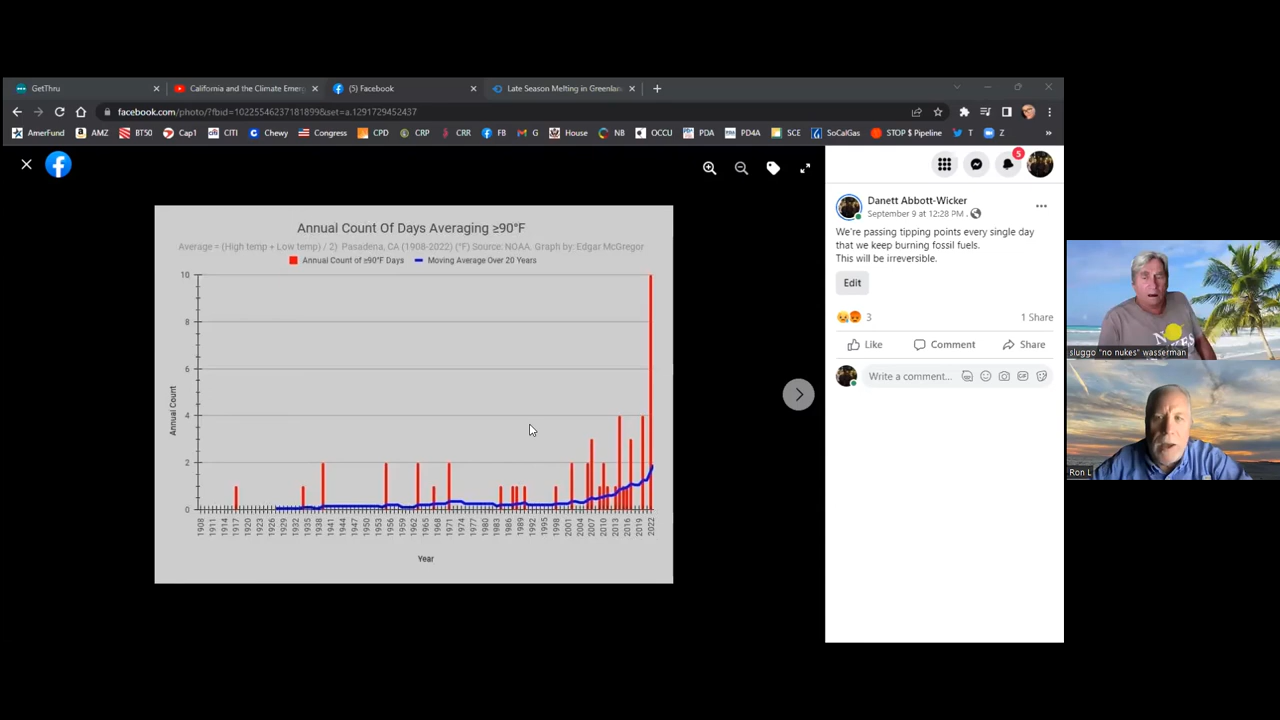 GetThru
California and the Climate Emerg
(5) Facebook
Late Season Melting in Greenlan
facebook.com/photo/?fbid=10225546237181899&set=a.1291729452437
AmerFund AMZ BT50 Cap1 CITI Chewy Congress CPD CRP CRR FB G House NB OCCU PDA PD4A SCE SoCalGas STOP $ Pipeline T Z »
5
Annual Count Of Days Averaging ≥90°F
Average = (High temp + Low temp) / 2) Pasadena, CA (1908-2022) (°F) Source: NOAA. Graph by: Edgar McGregor
Annual Count of ≥90°F Days Moving Average Over 20 Years
Annual Count
10
8
6
4
2
0
1908 1911 1914 1917 1920 1923 1926 1929 1932 1935 1938 1941 1944 1947 1950 1953 1956 1959 1962 1965 1968 1971 1974 1977 1980 1983 1986 1989 1992 1995 1998 2001 2004 2007 2010 2013 2016 2019 2022
Year
Danett Abbott-Wicker
September 9 at 12:28 PM
We're passing tipping points every single day
that we keep burning fossil fuels.
This will be irreversible.
Edit
3
1 Share
Like Comment Share
Write a comment...
sluggo "no nukes" wasserman
Ron L